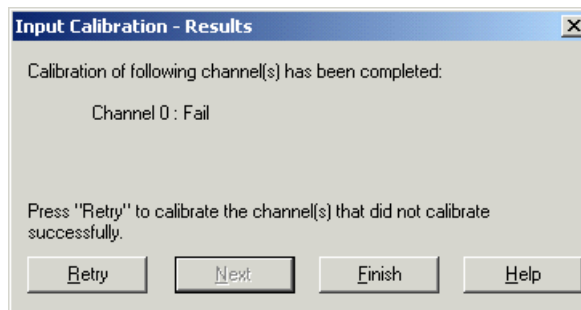 Input Calibration - Results
Calibration of following channel(s) has been completed:
Channel 0 : Fail
Press "Retry" to calibrate the channel(s) that did not calibrate
successfully.
Retry Next Finish Help